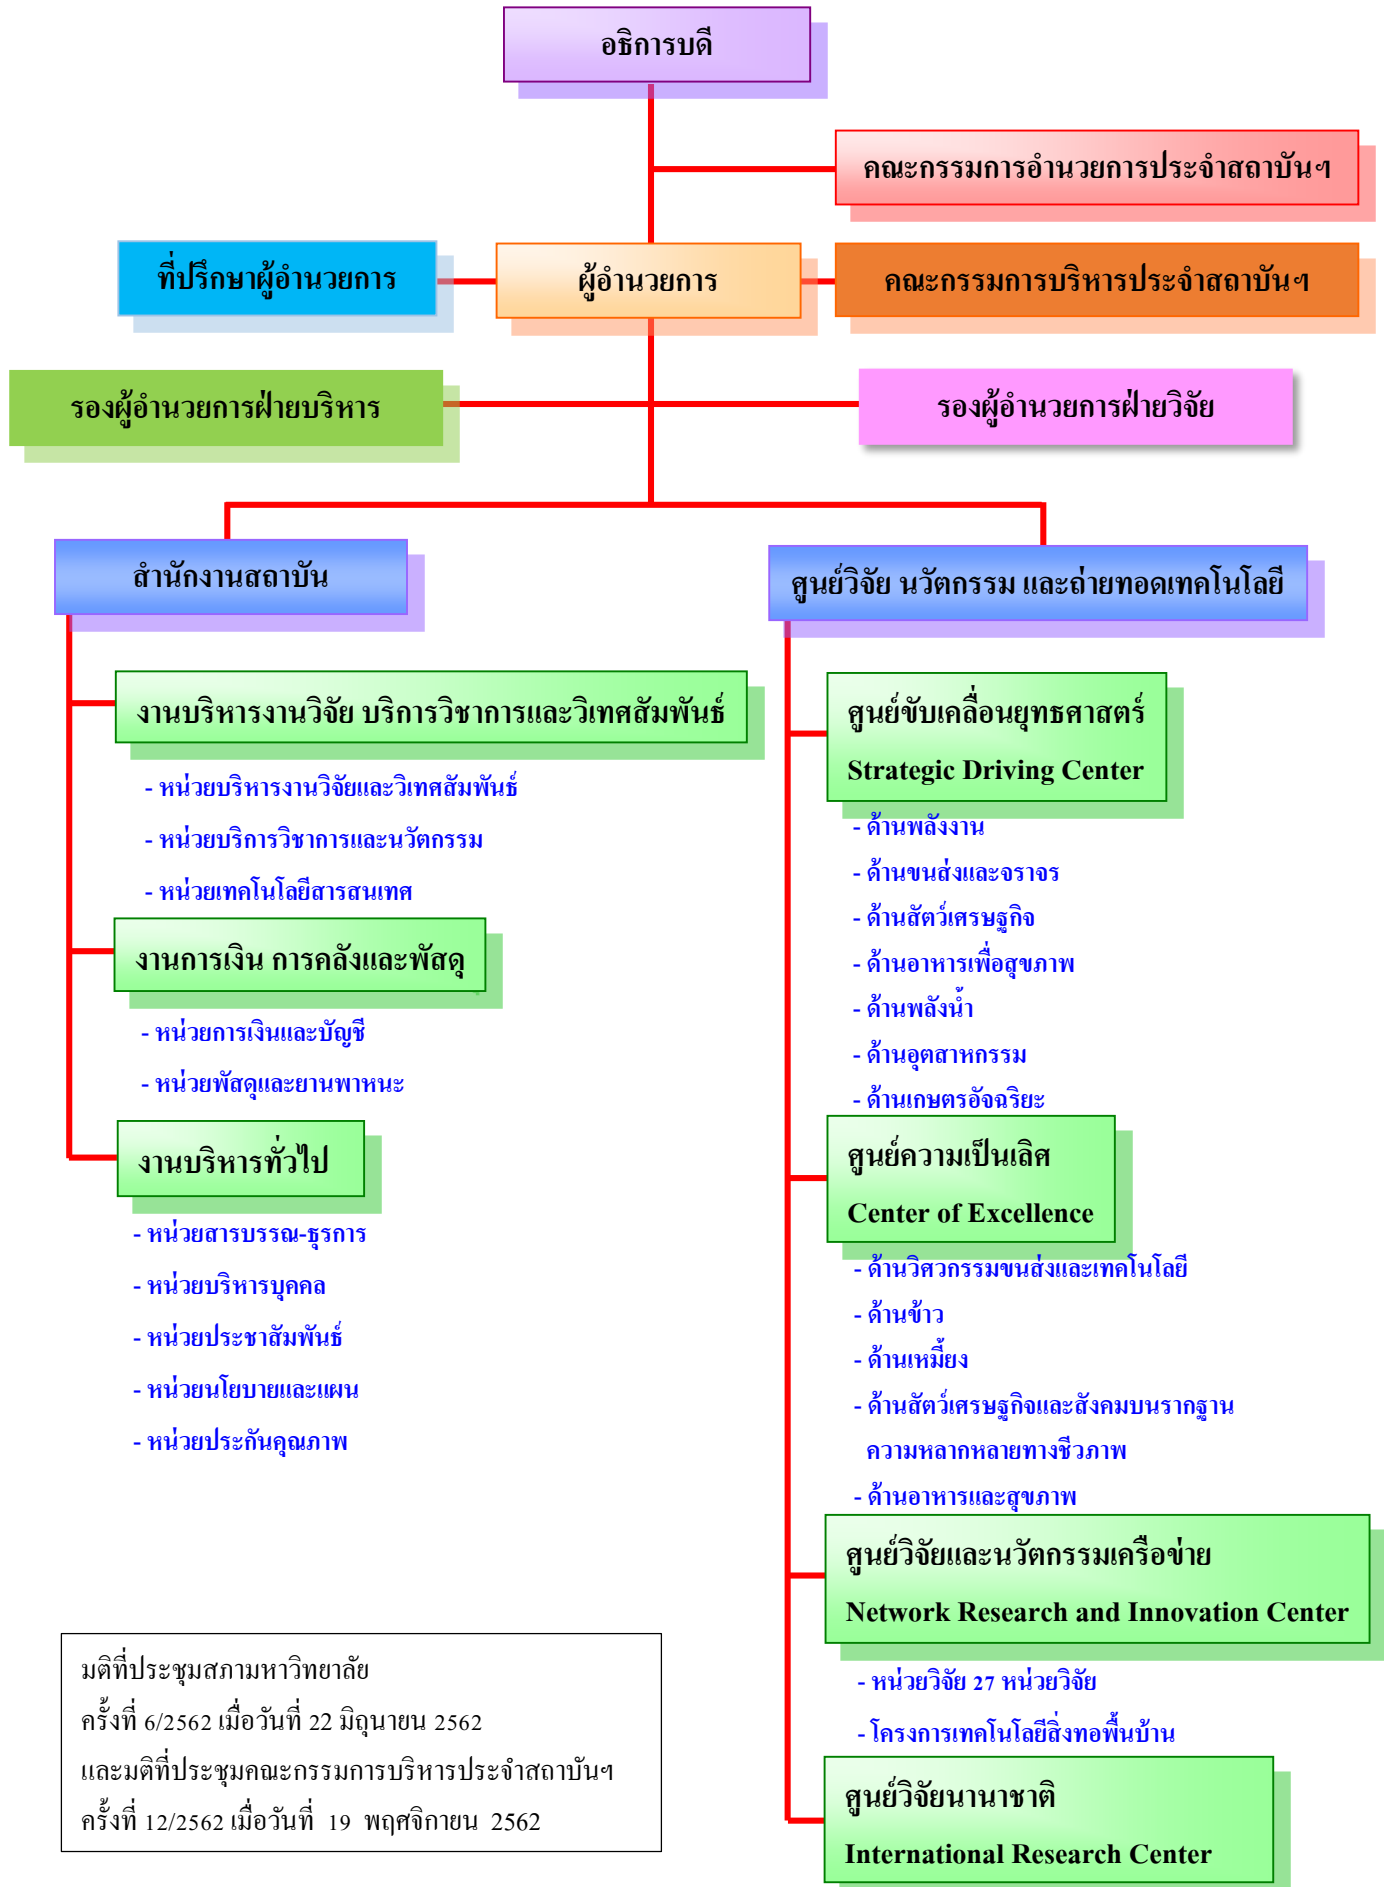 อธิการบดี
คณะกรรมการอำนวยการประจำสถาบันฯ
ที่ปรึกษาผู้อำนวยการ
ผู้อำนวยการ
คณะกรรมการบริหารประจำสถาบันฯ
รองผู้อำนวยการฝ่ายบริหาร
รองผู้อำนวยการฝ่ายวิจัย
สำนักงานสถาบัน
งานบริหารงานวิจัย บริการวิชาการและวิเทศสัมพันธ์
- หน่วยบริหารงานวิจัยและวิเทศสัมพันธ์
- หน่วยบริการวิชาการและนวัตกรรม
- หน่วยเทคโนโลยีสารสนเทศ
งานการเงิน การคลังและพัสดุ
- หน่วยการเงินและบัญชี
- หน่วยพัสดุและยานพาหนะ
งานบริหารทั่วไป
- หน่วยสารบรรณ-ธุรการ
- หน่วยบริหารบุคคล
- หน่วยประชาสัมพันธ์
- หน่วยนโยบายและแผน
- หน่วยประกันคุณภาพ
ศูนย์วิจัย นวัตกรรม และถ่ายทอดเทคโนโลยี
ศูนย์ขับเคลื่อนยุทธศาสตร์
Strategic Driving Center
- ด้านพลังงาน
- ด้านขนส่งและจราจร
- ด้านสัตว์เศรษฐกิจ
- ด้านอาหารเพื่อสุขภาพ
- ด้านพลังน้ำ
- ด้านอุตสาหกรรม
- ด้านเกษตรอัจฉริยะ
ศูนย์ความเป็นเลิศ
Center of Excellence
- ด้านวิศวกรรมขนส่งและเทคโนโลยี
- ด้านข้าว
- ด้านเหมี้ยง
- ด้านสัตว์เศรษฐกิจและสังคมบนรากฐาน
ความหลากหลายทางชีวภาพ
- ด้านอาหารและสุขภาพ
ศูนย์วิจัยและนวัตกรรมเครือข่าย
Network Research and Innovation Center
- หน่วยวิจัย 27 หน่วยวิจัย
- โครงการเทคโนโลยีสิ่งทอพื้นบ้าน
ศูนย์วิจัยนานาชาติ
International Research Center
มติที่ประชุมสภามหาวิทยาลัย
ครั้งที่ 6/2562 เมื่อวันที่ 22 มิถุนายน 2562
และมติที่ประชุมคณะกรรมการบริหารประจำสถาบันฯ
ครั้งที่ 12/2562 เมื่อวันที่ 19 พฤศจิกายน 2562